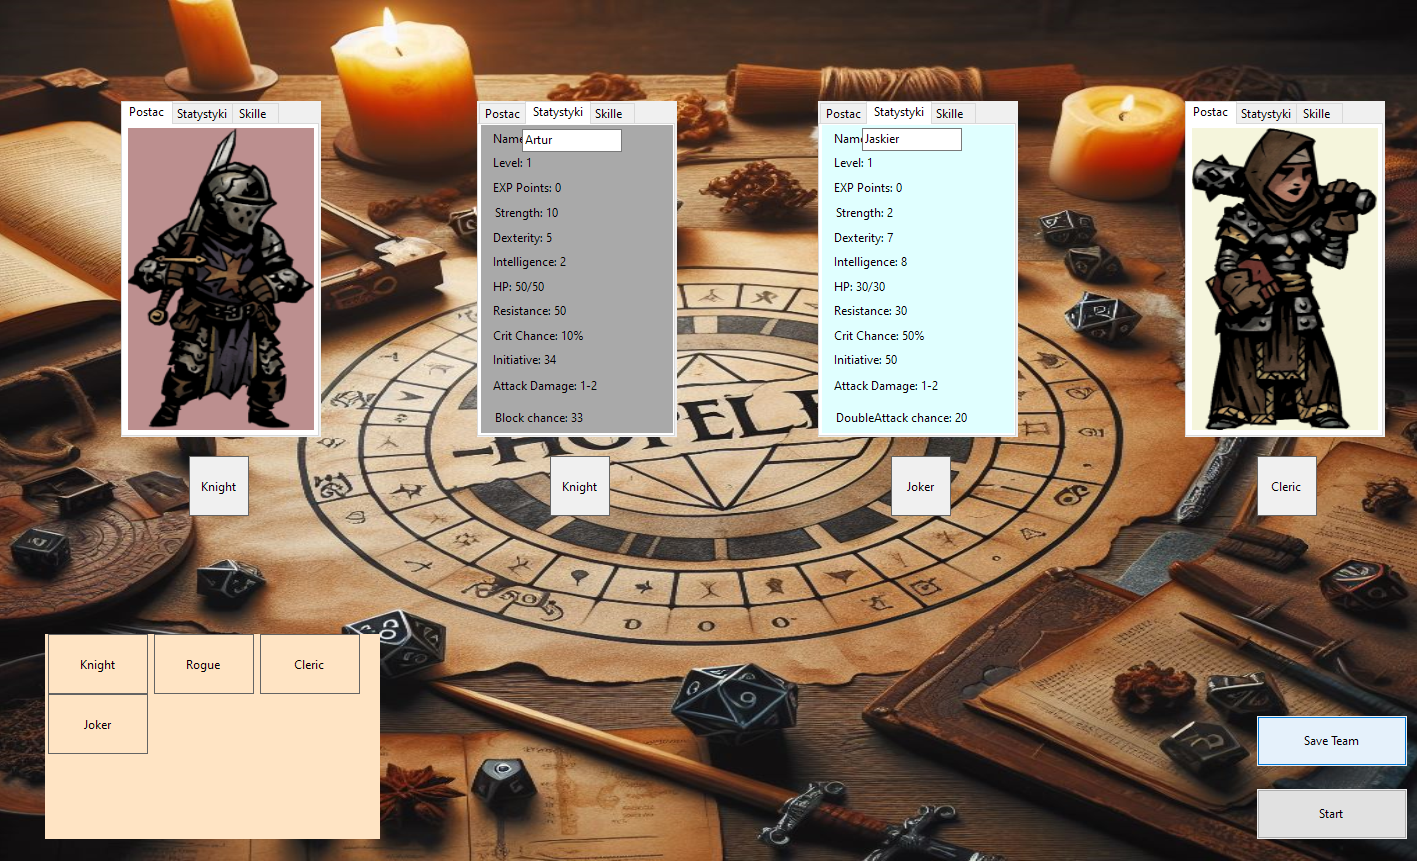 Postac Statystyki Skille
Postac Statystyki Skille
Name Artur
Level: 1
EXP Points: 0
Strength: 10
Dexterity: 5
Intelligence: 2
HP: 50/50
Resistance: 50
Crit Chance: 10%
Initiative: 34
Attack Damage: 1-2
Block chance: 33
Postac Statystyki Skille
Name Jaskier
Level: 1
EXP Points: 0
Strength: 2
Dexterity: 7
Intelligence: 8
HP: 30/30
Resistance: 30
Crit Chance: 50%
Initiative: 50
Attack Damage: 1-2
DoubleAttack chance: 20
Postac Statystyki Skille
Knight
Knight
Joker
Cleric
Knight Rogue Cleric
Joker
Save Team
Start